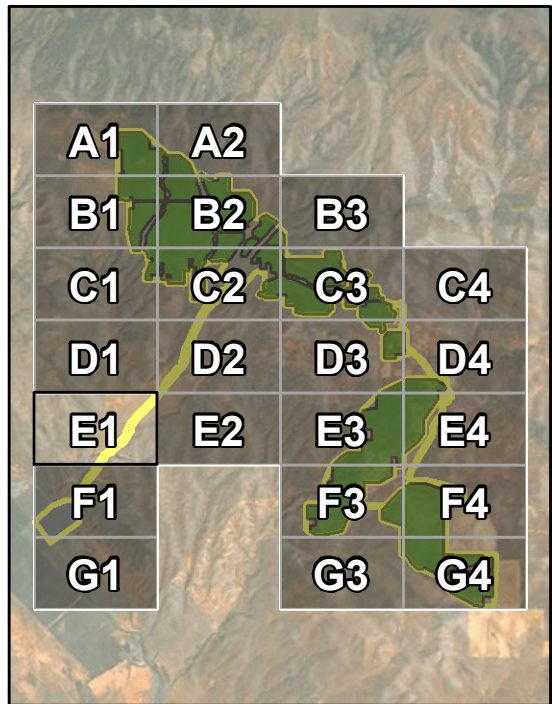 A1 A2
B1 B2 B3
C1 C2 C3 C4
D1 D2 D3 D4
E1 E2 E3 E4
F1 F3 F4
G1 G3 G4